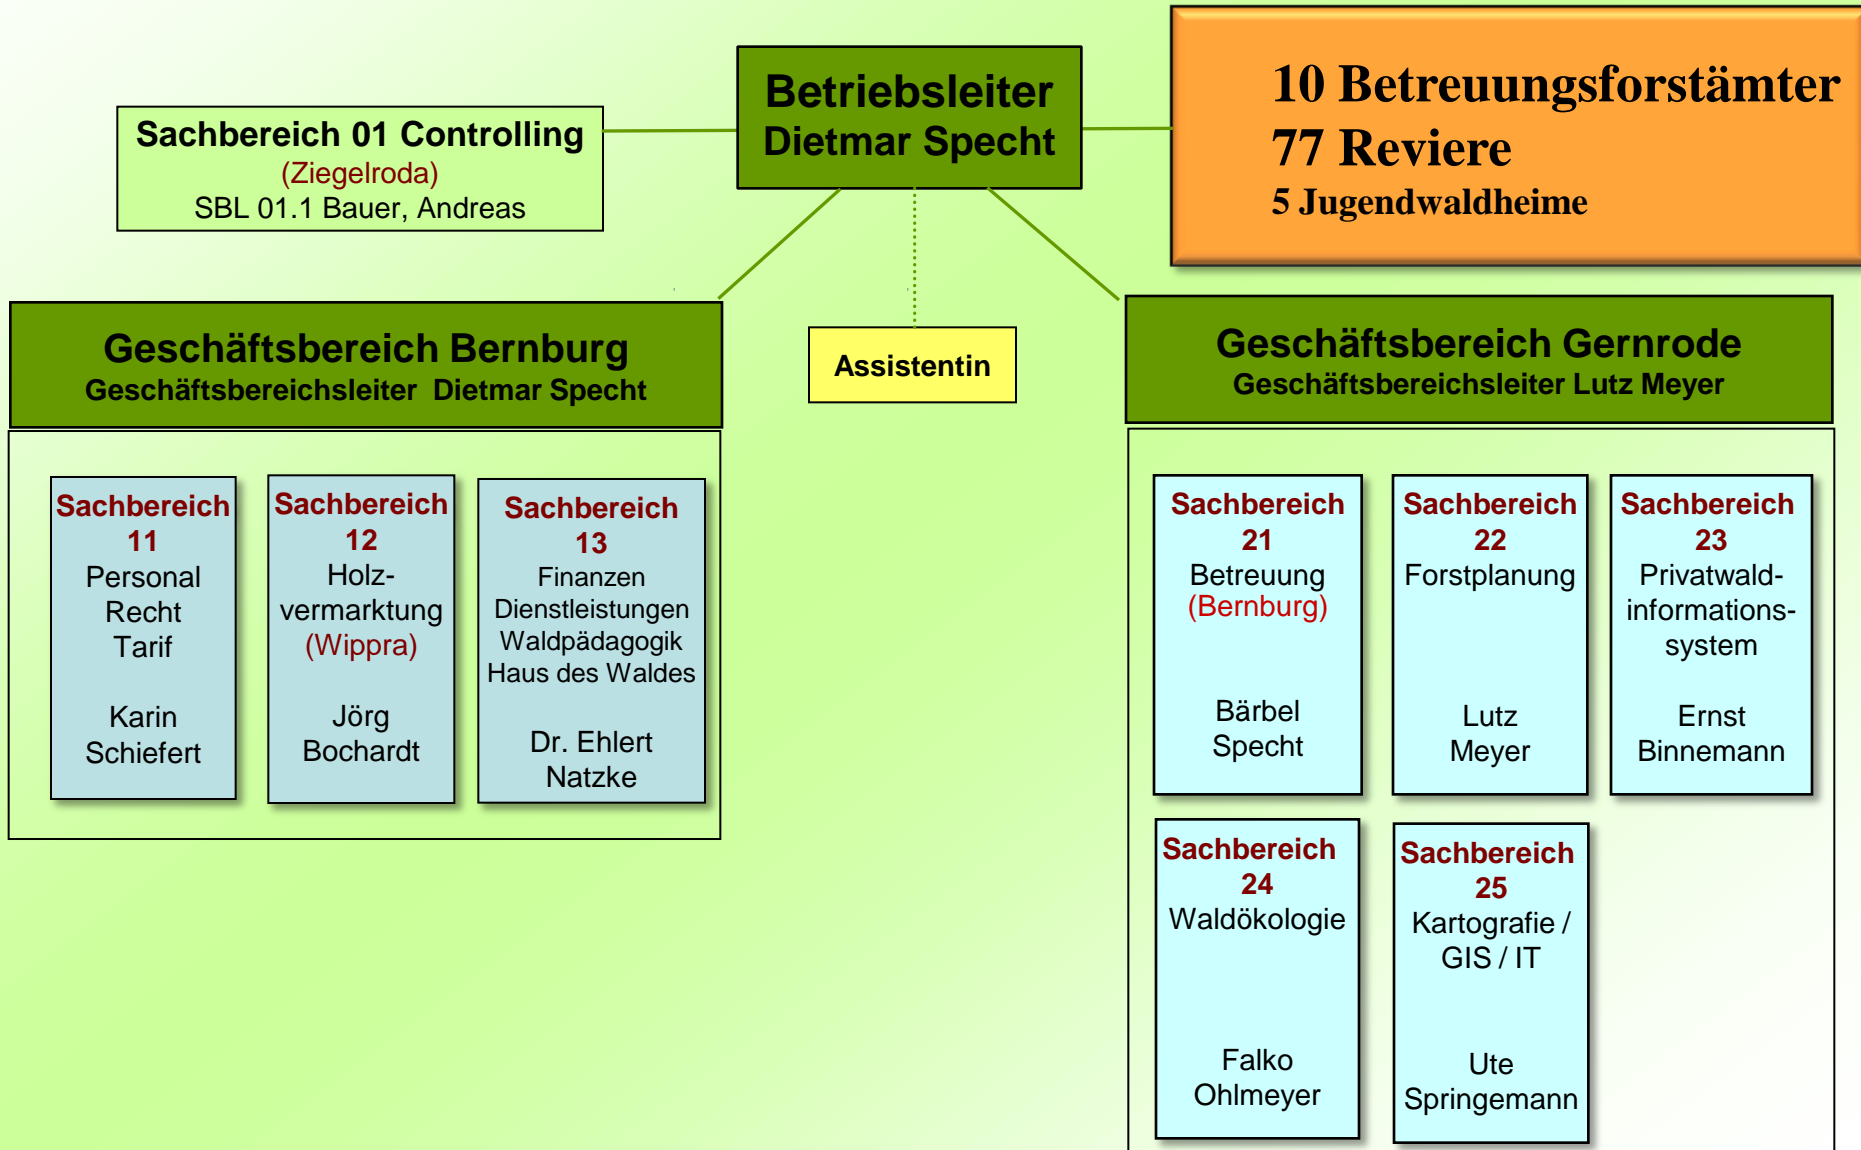 Betriebsleiter
Dietmar Specht
Sachbereich 01 Controlling
(Ziegelroda)
SBL 01.1 Bauer, Andreas
10 Betreuungsforstämter
77 Reviere
5 Jugendwaldheime
Geschäftsbereich Bernburg
Geschäftsbereichsleiter Dietmar Specht
Assistentin
Geschäftsbereich Gernrode
Geschäftsbereichsleiter Lutz Meyer
Sachbereich
11
Personal
Recht
Tarif
Karin
Schiefert
Sachbereich
12
Holz-
vermarktung
(Wippra)
Jörg
Bochardt
Sachbereich
13
Finanzen
Dienstleistungen
Waldpädagogik
Haus des Waldes
Dr. Ehlert
Natzke
Sachbereich
21
Betreuung
(Bernburg)
Bärbel
Specht
Sachbereich
22
Forstplanung
Lutz
Meyer
Sachbereich
23
Privatwald-
informations-
system
Ernst
Binnemann
Sachbereich
24
Waldökologie
Falko
Ohlmeyer
Sachbereich
25
Kartografie /
GIS / IT
Ute
Springemann